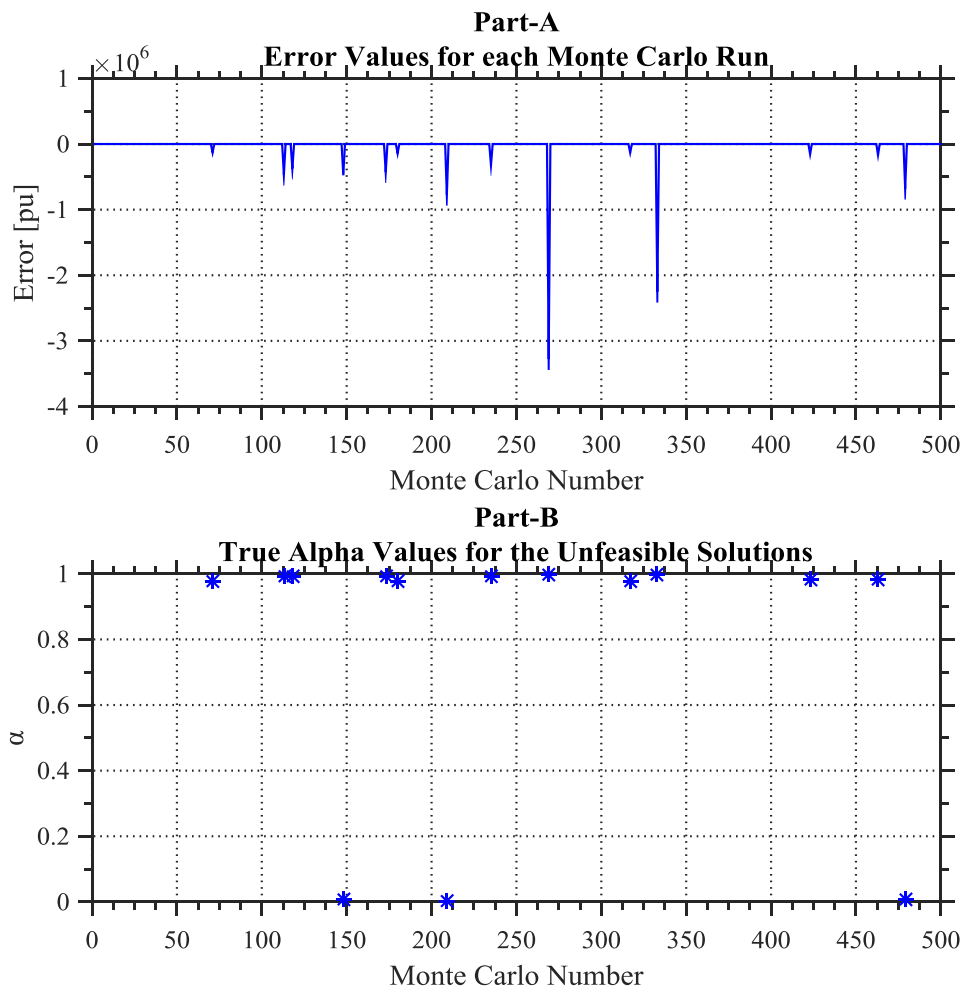 Part-A
Error Values for each Monte Carlo Run
×10⁶
1
0
-1
-2
-3
-4
Error [pu]
0 50 100 150 200 250 300 350 400 450 500
Monte Carlo Number
Part-B
True Alpha Values for the Unfeasible Solutions
1
0.8
0.6
0.4
0.2
0
α
0 50 100 150 200 250 300 350 400 450 500
Monte Carlo Number